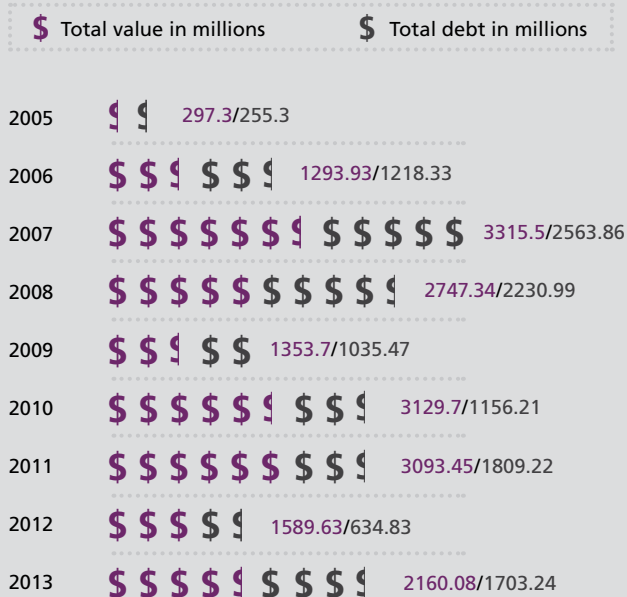 $ Total value in millions $ Total debt in millions
2005 $ $ 297.3/255.3
2006 $ $ $ $ $ $ 1293.93/1218.33
2007 $ $ $ $ $ $ $ $ $ $ $ $ 3315.5/2563.86
2008 $ $ $ $ $ $ $ $ $ $ 2747.34/2230.99
2009 $ $ $ $ $ 1353.7/1035.47
2010 $ $ $ $ $ $ $ $ $ 3129.7/1156.21
2011 $ $ $ $ $ $ $ $ $ 3093.45/1809.22
2012 $ $ $ $ $ 1589.63/634.83
2013 $ $ $ $ $ $ $ $ $ 2160.08/1703.24